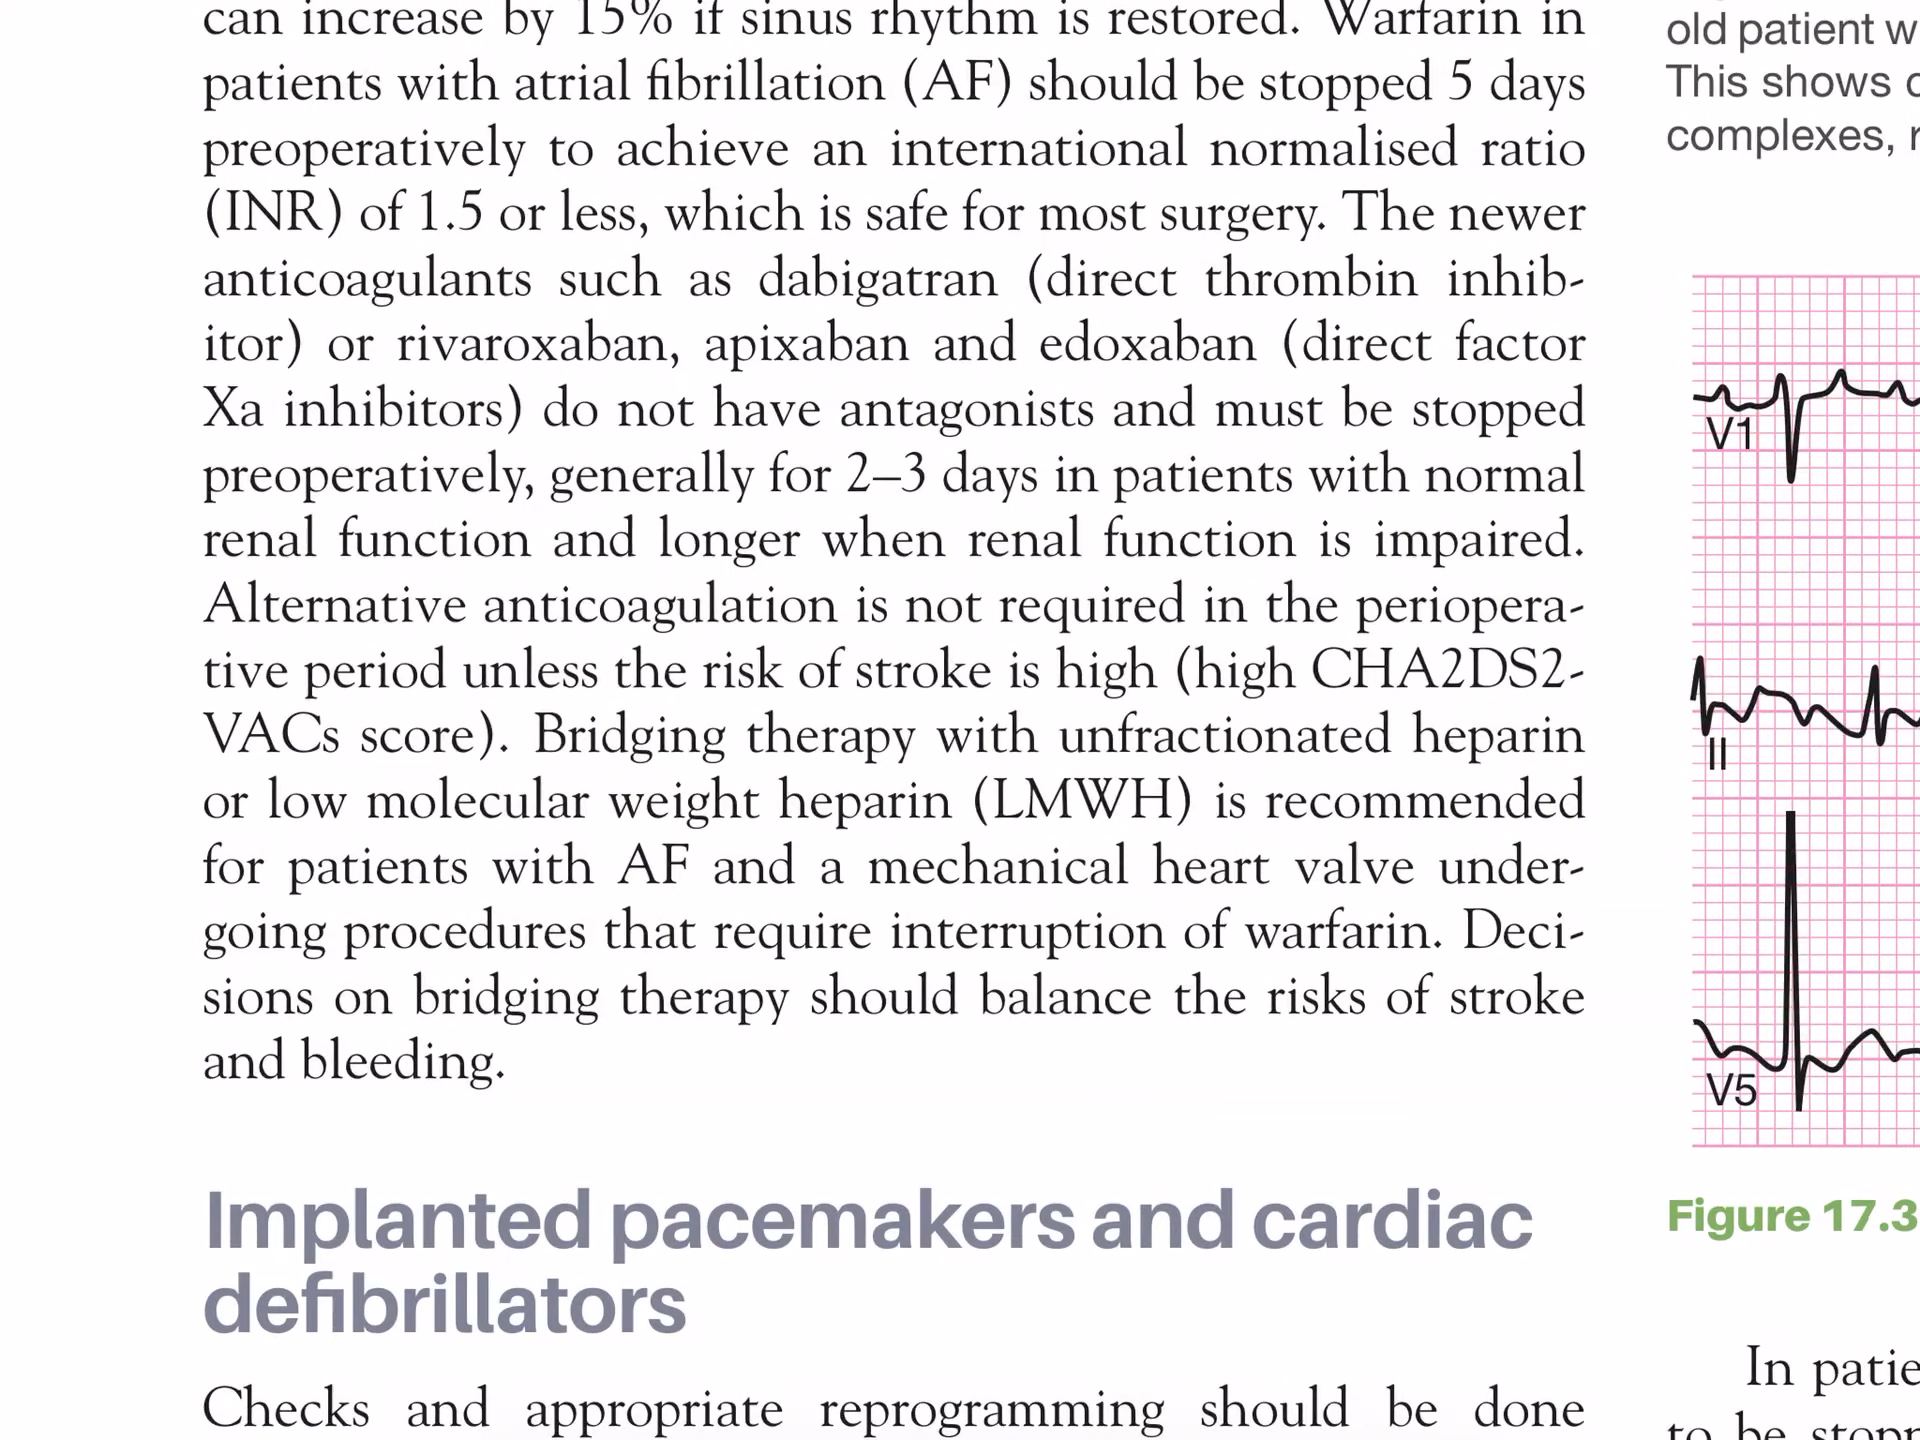 can increase by 15% if sinus rhythm is restored. Warfarin in
patients with atrial fibrillation (AF) should be stopped 5 days
preoperatively to achieve an international normalised ratio
(INR) of 1.5 or less, which is safe for most surgery. The newer
anticoagulants such as dabigatran (direct thrombin inhib-
itor) or rivaroxaban, apixaban and edoxaban (direct factor
Xa inhibitors) do not have antagonists and must be stopped
preoperatively, generally for 2–3 days in patients with normal
renal function and longer when renal function is impaired.
Alternative anticoagulation is not required in the periopera-
tive period unless the risk of stroke is high (high CHA2DS2-
VACs score). Bridging therapy with unfractionated heparin
or low molecular weight heparin (LMWH) is recommended
for patients with AF and a mechanical heart valve under-
going procedures that require interruption of warfarin. Deci-
sions on bridging therapy should balance the risks of stroke
and bleeding.
Implanted pacemakers and cardiac
defibrillators
Checks and appropriate reprogramming should be done
old patient
This shows
complexes,
V1
II
V5
Figure 17.3
In
to be